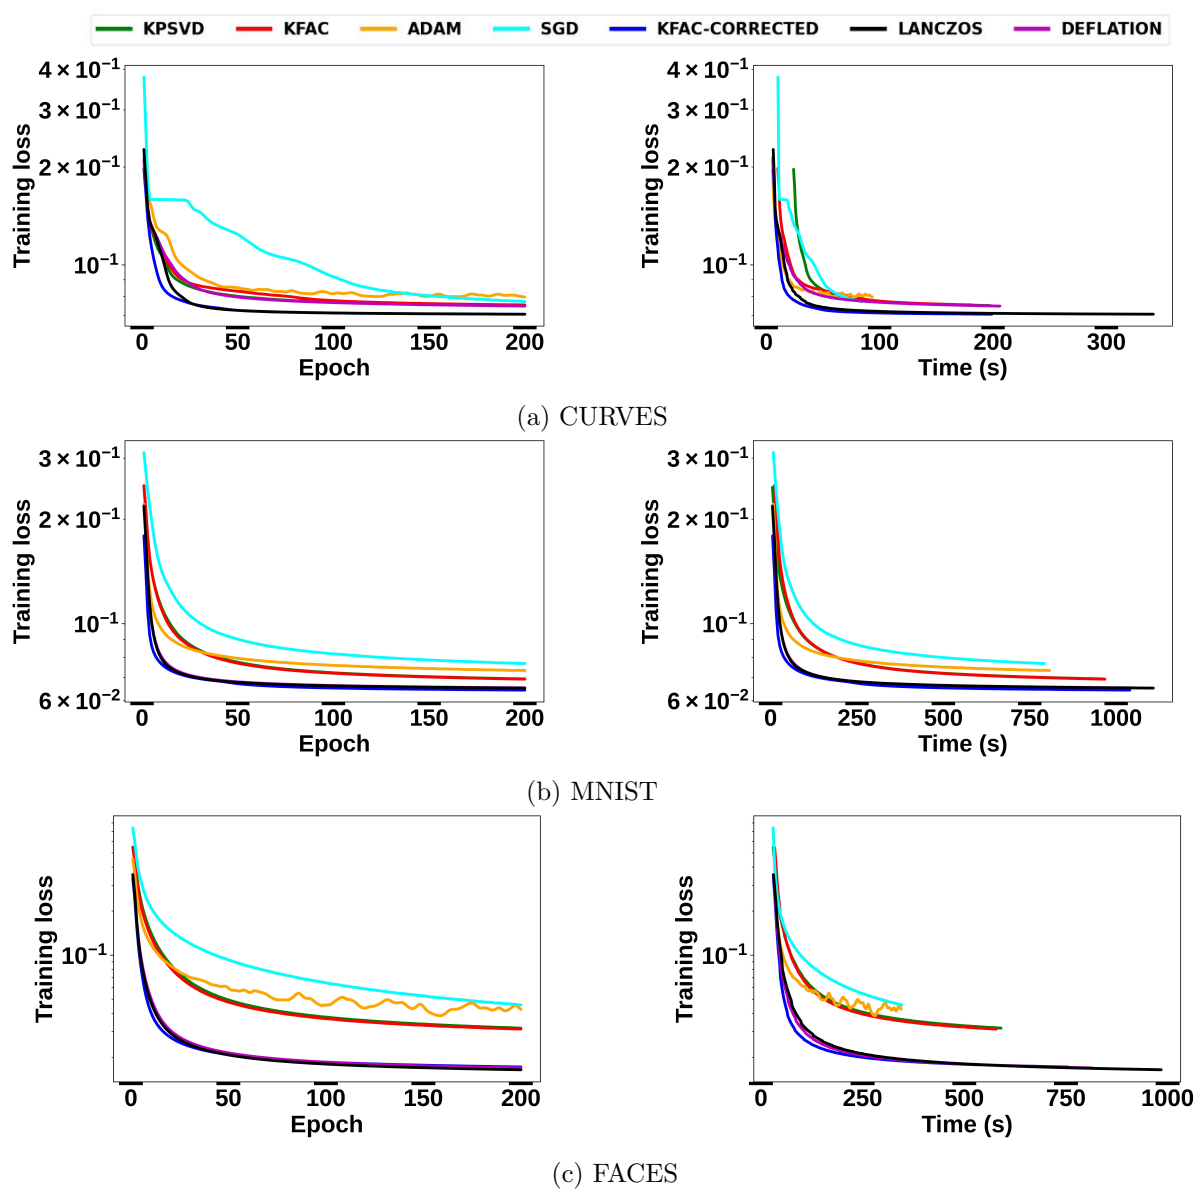 KPSVD KFAC ADAM SGD KFAC-CORRECTED LANCZOS DEFLATION
4 × 10⁻¹
3 × 10⁻¹
2 × 10⁻¹
10⁻¹
Training loss
0 50 100 150 200
Epoch
4 × 10⁻¹
3 × 10⁻¹
2 × 10⁻¹
10⁻¹
Training loss
0 100 200 300
Time (s)
(a) CURVES
3 × 10⁻¹
2 × 10⁻¹
10⁻¹
6 × 10⁻²
Training loss
0 50 100 150 200
Epoch
3 × 10⁻¹
2 × 10⁻¹
10⁻¹
6 × 10⁻²
Training loss
0 250 500 750 1000
Time (s)
(b) MNIST
10⁻¹
Training loss
0 50 100 150 200
Epoch
10⁻¹
Training loss
0 250 500 750 1000
Time (s)
(c) FACES